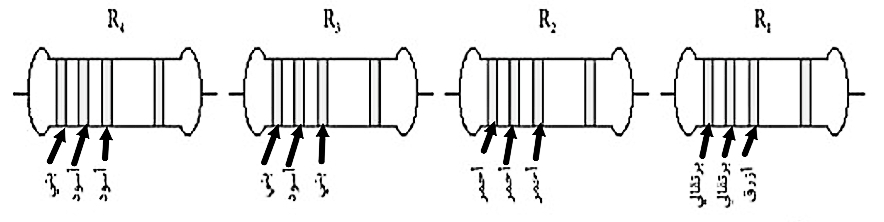 R₄ R₃ R₂ R₁
بني أسود أسود
بني أسود بني
أحمر أحمر أحمر
برتقالي برتقالي أزرق